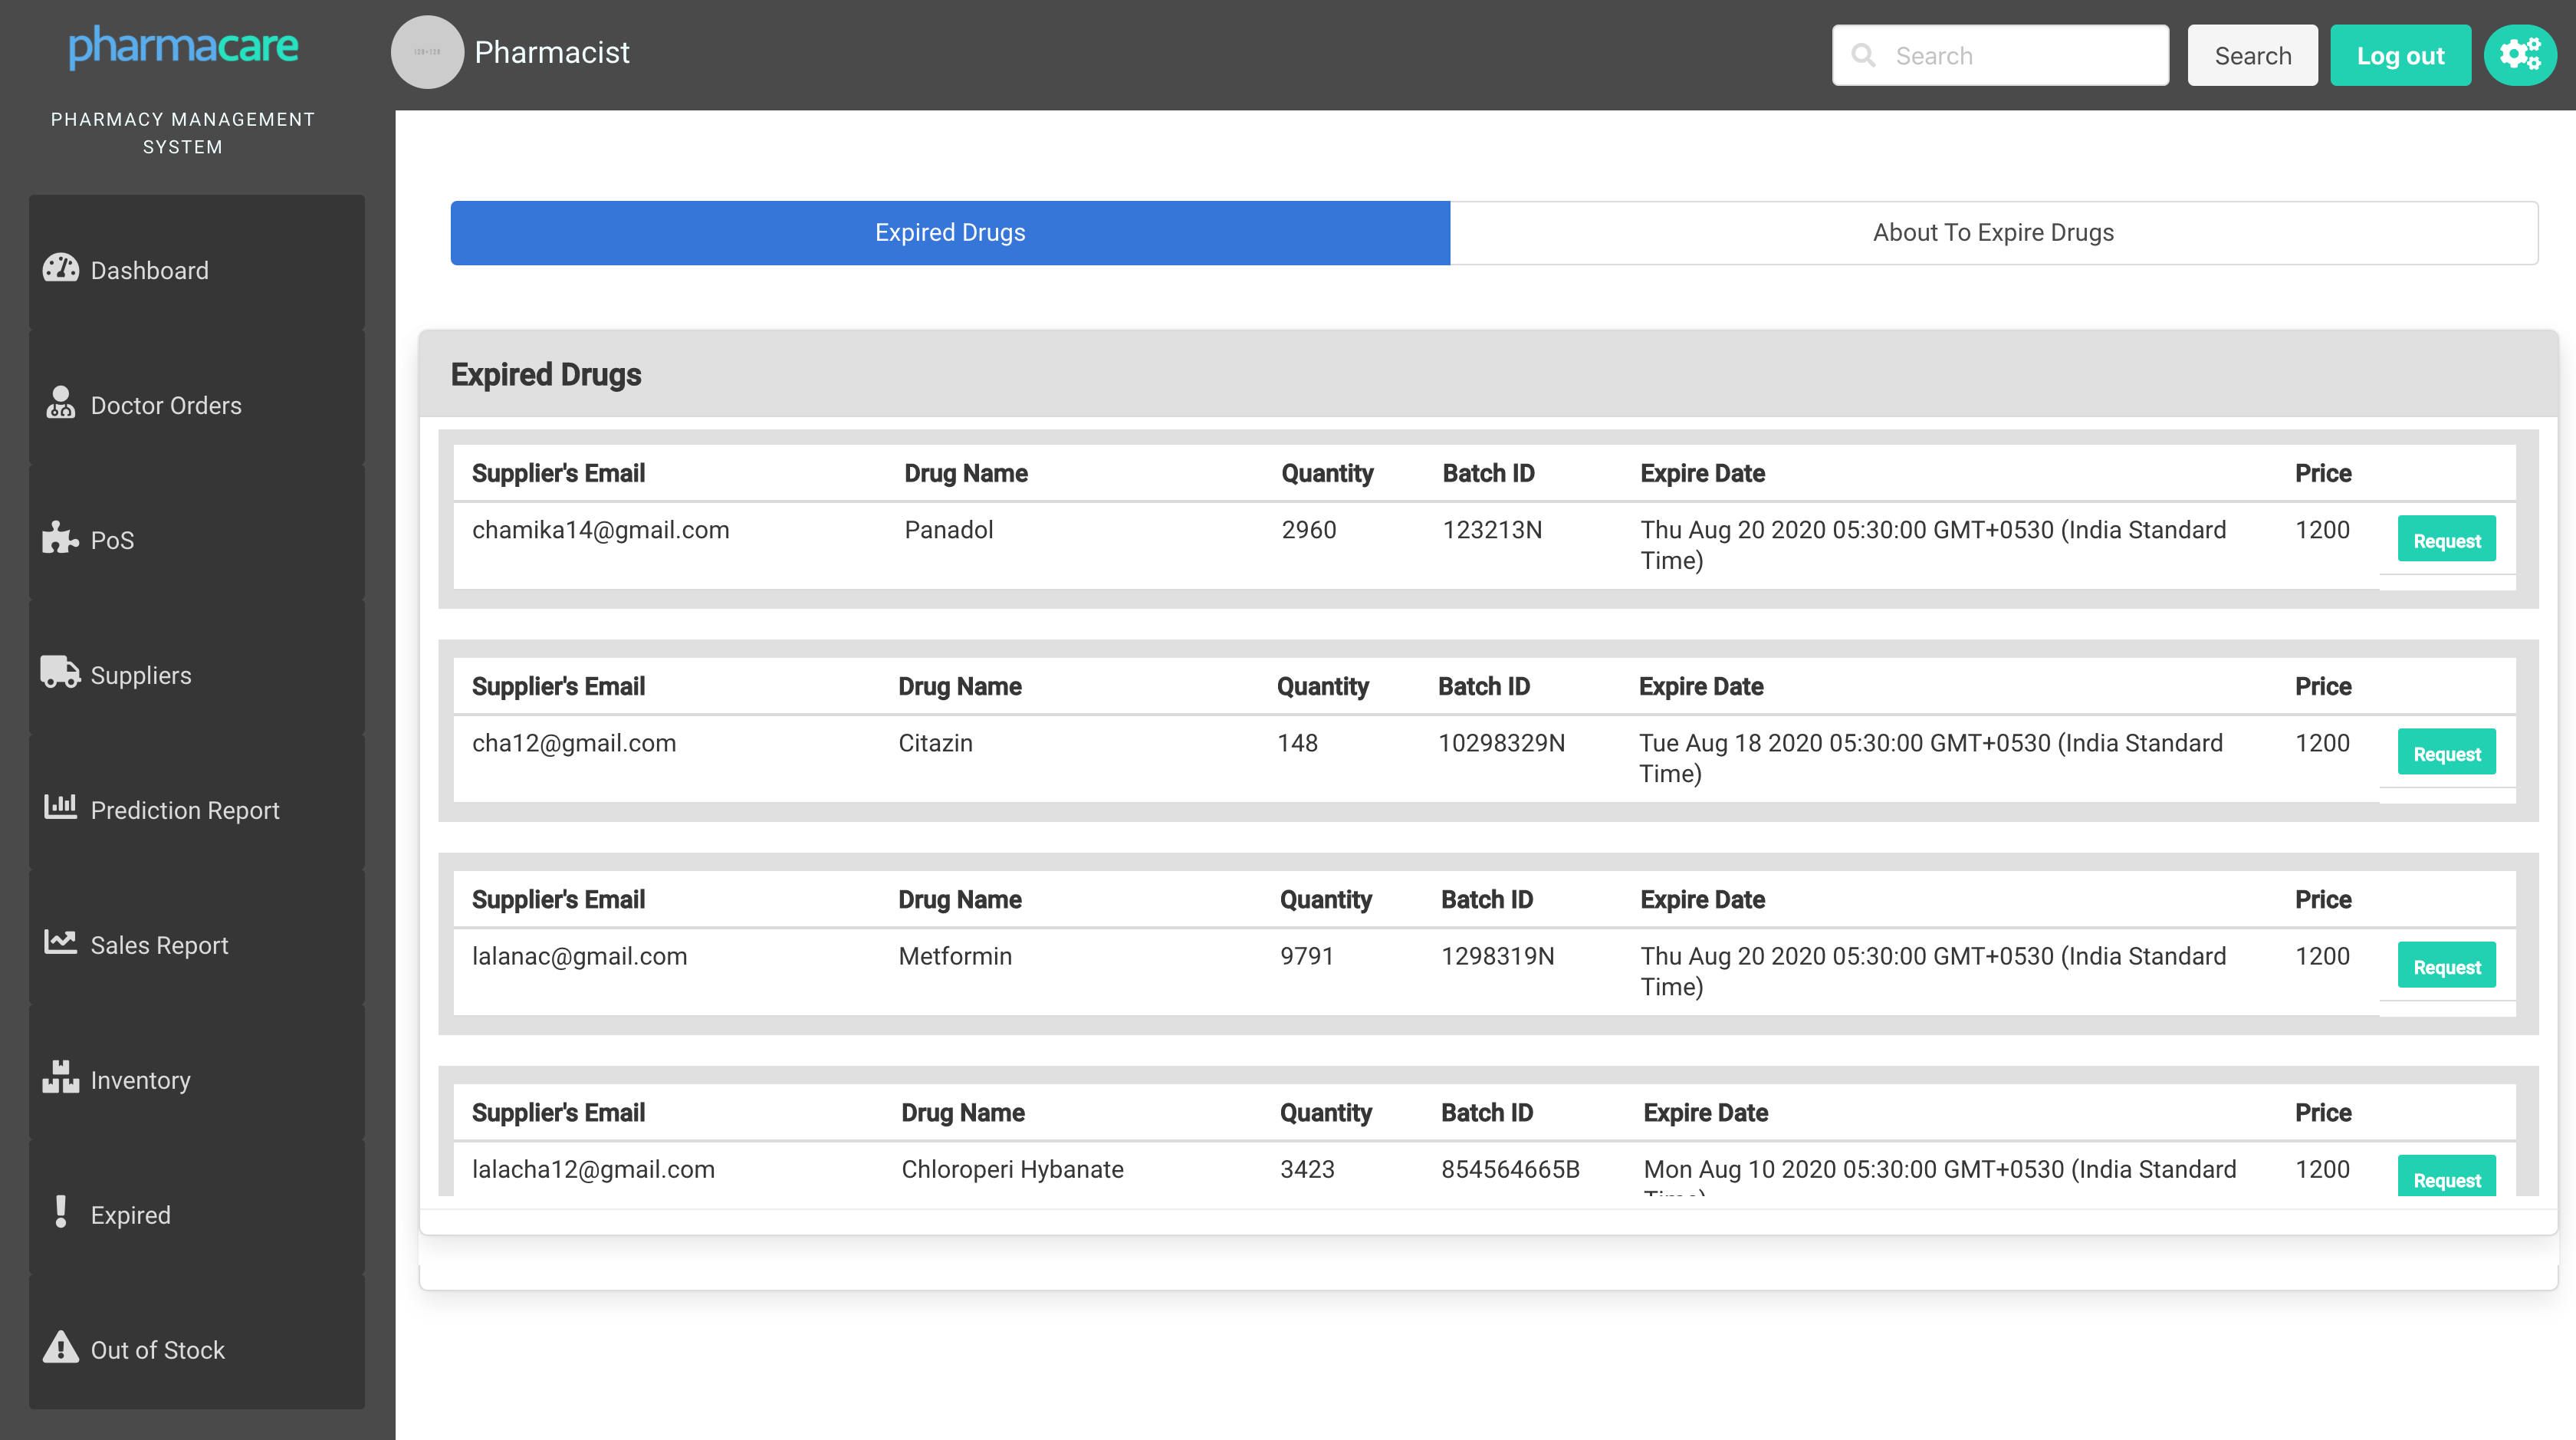 pharmacare
PHARMACY MANAGEMENT
SYSTEM
Dashboard
Doctor Orders
PoS
Suppliers
Prediction Report
Sales Report
Inventory
Expired
Out of Stock
Pharmacist
Search
Search
Log out
Expired Drugs
About To Expire Drugs
Expired Drugs
Supplier's Email Drug Name Quantity Batch ID Expire Date Price
chamika14@gmail.com Panadol 2960 123213N Thu Aug 20 2020 05:30:00 GMT+0530 (India Standard 1200 Request
Time)
Supplier's Email Drug Name Quantity Batch ID Expire Date Price
cha12@gmail.com Citazin 148 10298329N Tue Aug 18 2020 05:30:00 GMT+0530 (India Standard 1200 Request
Time)
Supplier's Email Drug Name Quantity Batch ID Expire Date Price
lalanac@gmail.com Metformin 9791 1298319N Thu Aug 20 2020 05:30:00 GMT+0530 (India Standard 1200 Request
Time)
Supplier's Email Drug Name Quantity Batch ID Expire Date Price
lalacha12@gmail.com Chloroperi Hybanate 3423 854564665B Mon Aug 10 2020 05:30:00 GMT+0530 (India Standard 1200 Request